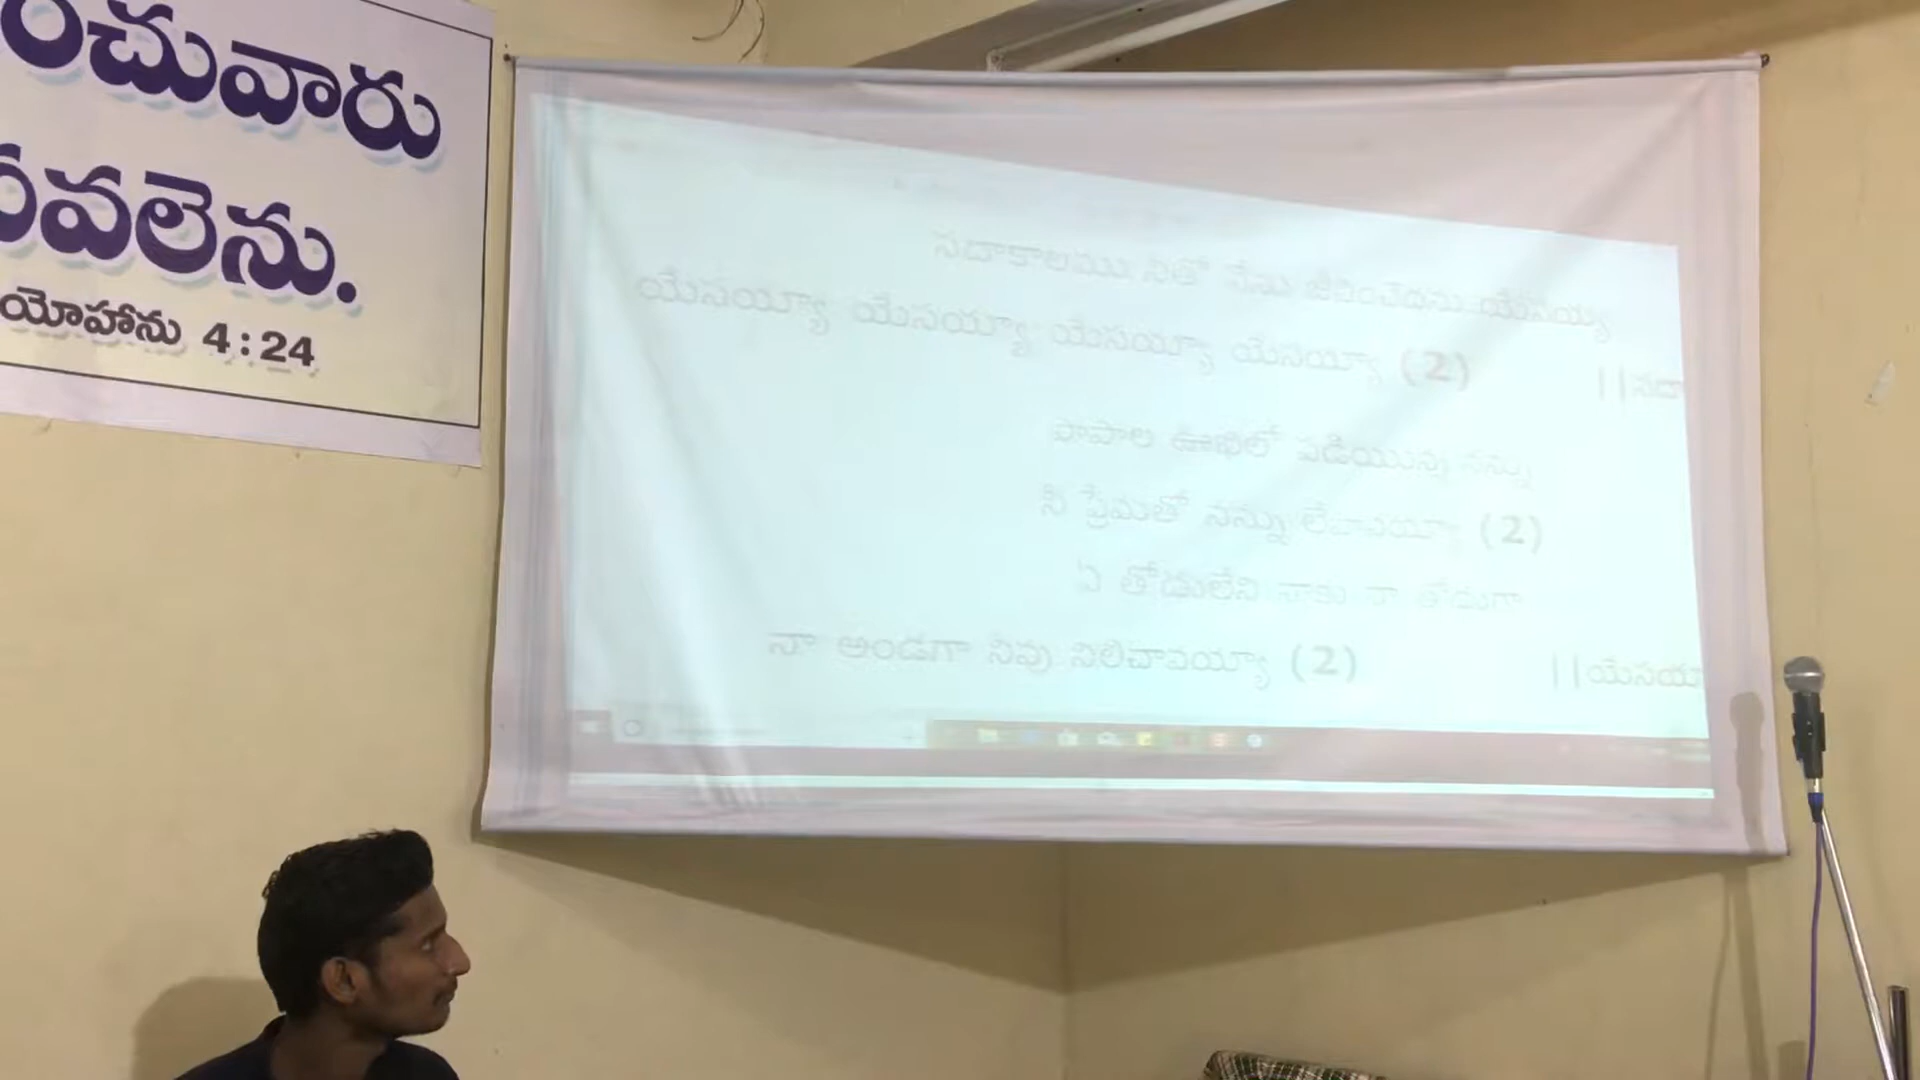 ంచువారు
వలెను.
యోహాను 4:24
సదాకాలము నీతో నేను జీవించెదను యేసయ్య
యేసయ్యా యేసయ్యా యేసయ్యా యేసయ్యా (2) ||సదా
పాపాల ఊభిలో పడియున్న నన్ను
నీ ప్రేమతో నన్ను లేపావయ్యా (2)
ఏ తోడులేని నాకు నా తోడుగా
నా అండగా నీవు నిలిచావయ్యా (2) ||యేసయ్యా